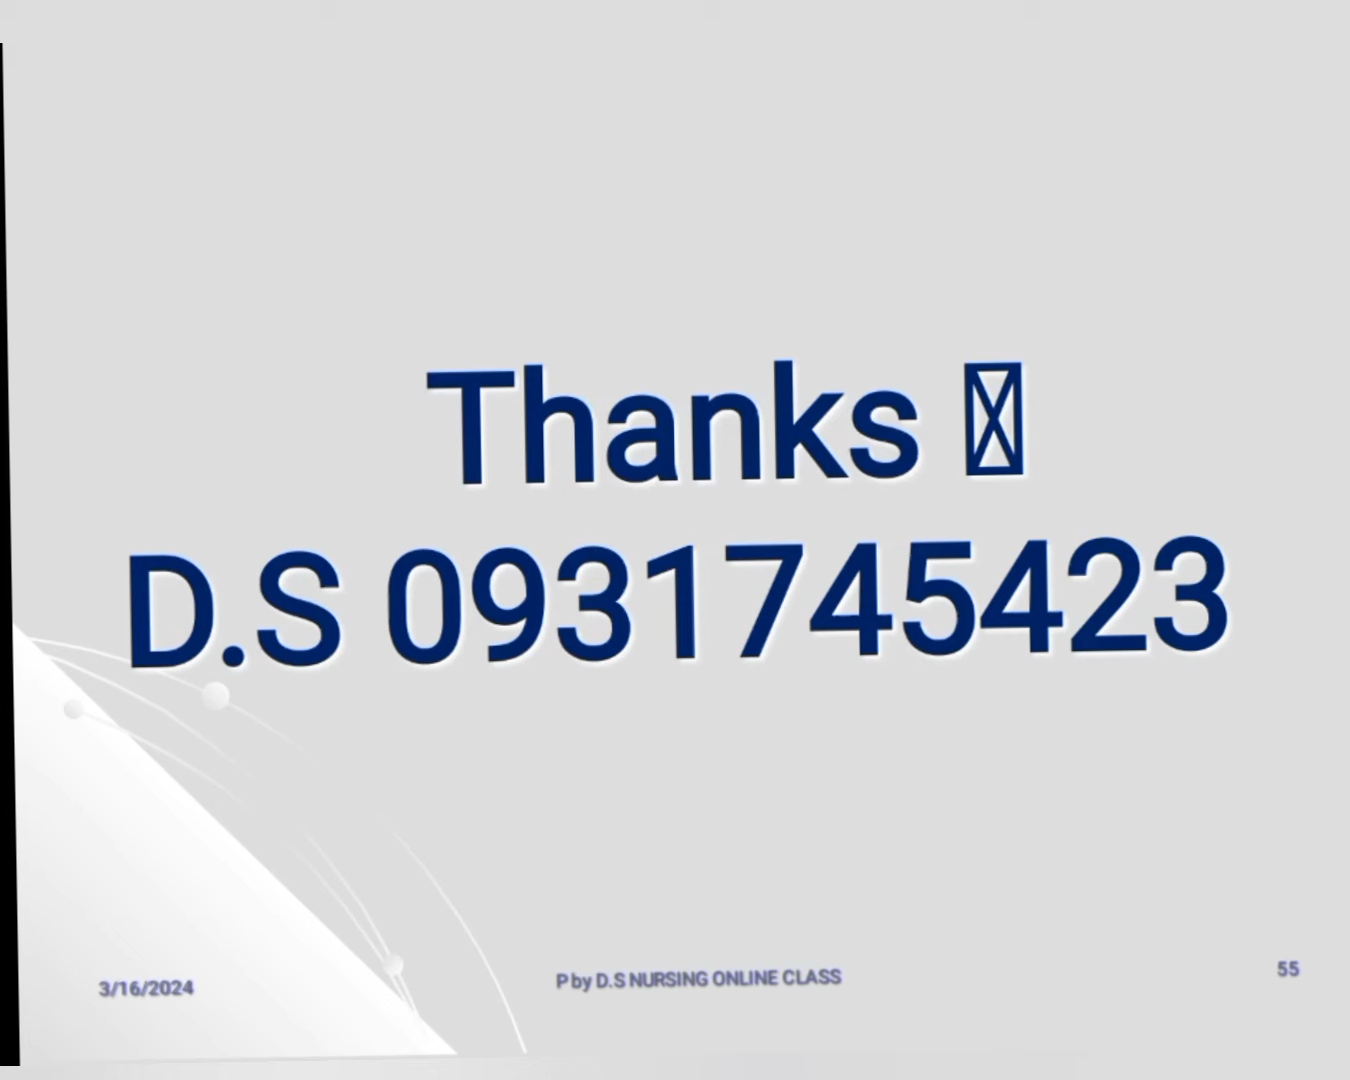 Thanks
D.S 0931745423
3/16/2024
P by D.S NURSING ONLINE CLASS
55